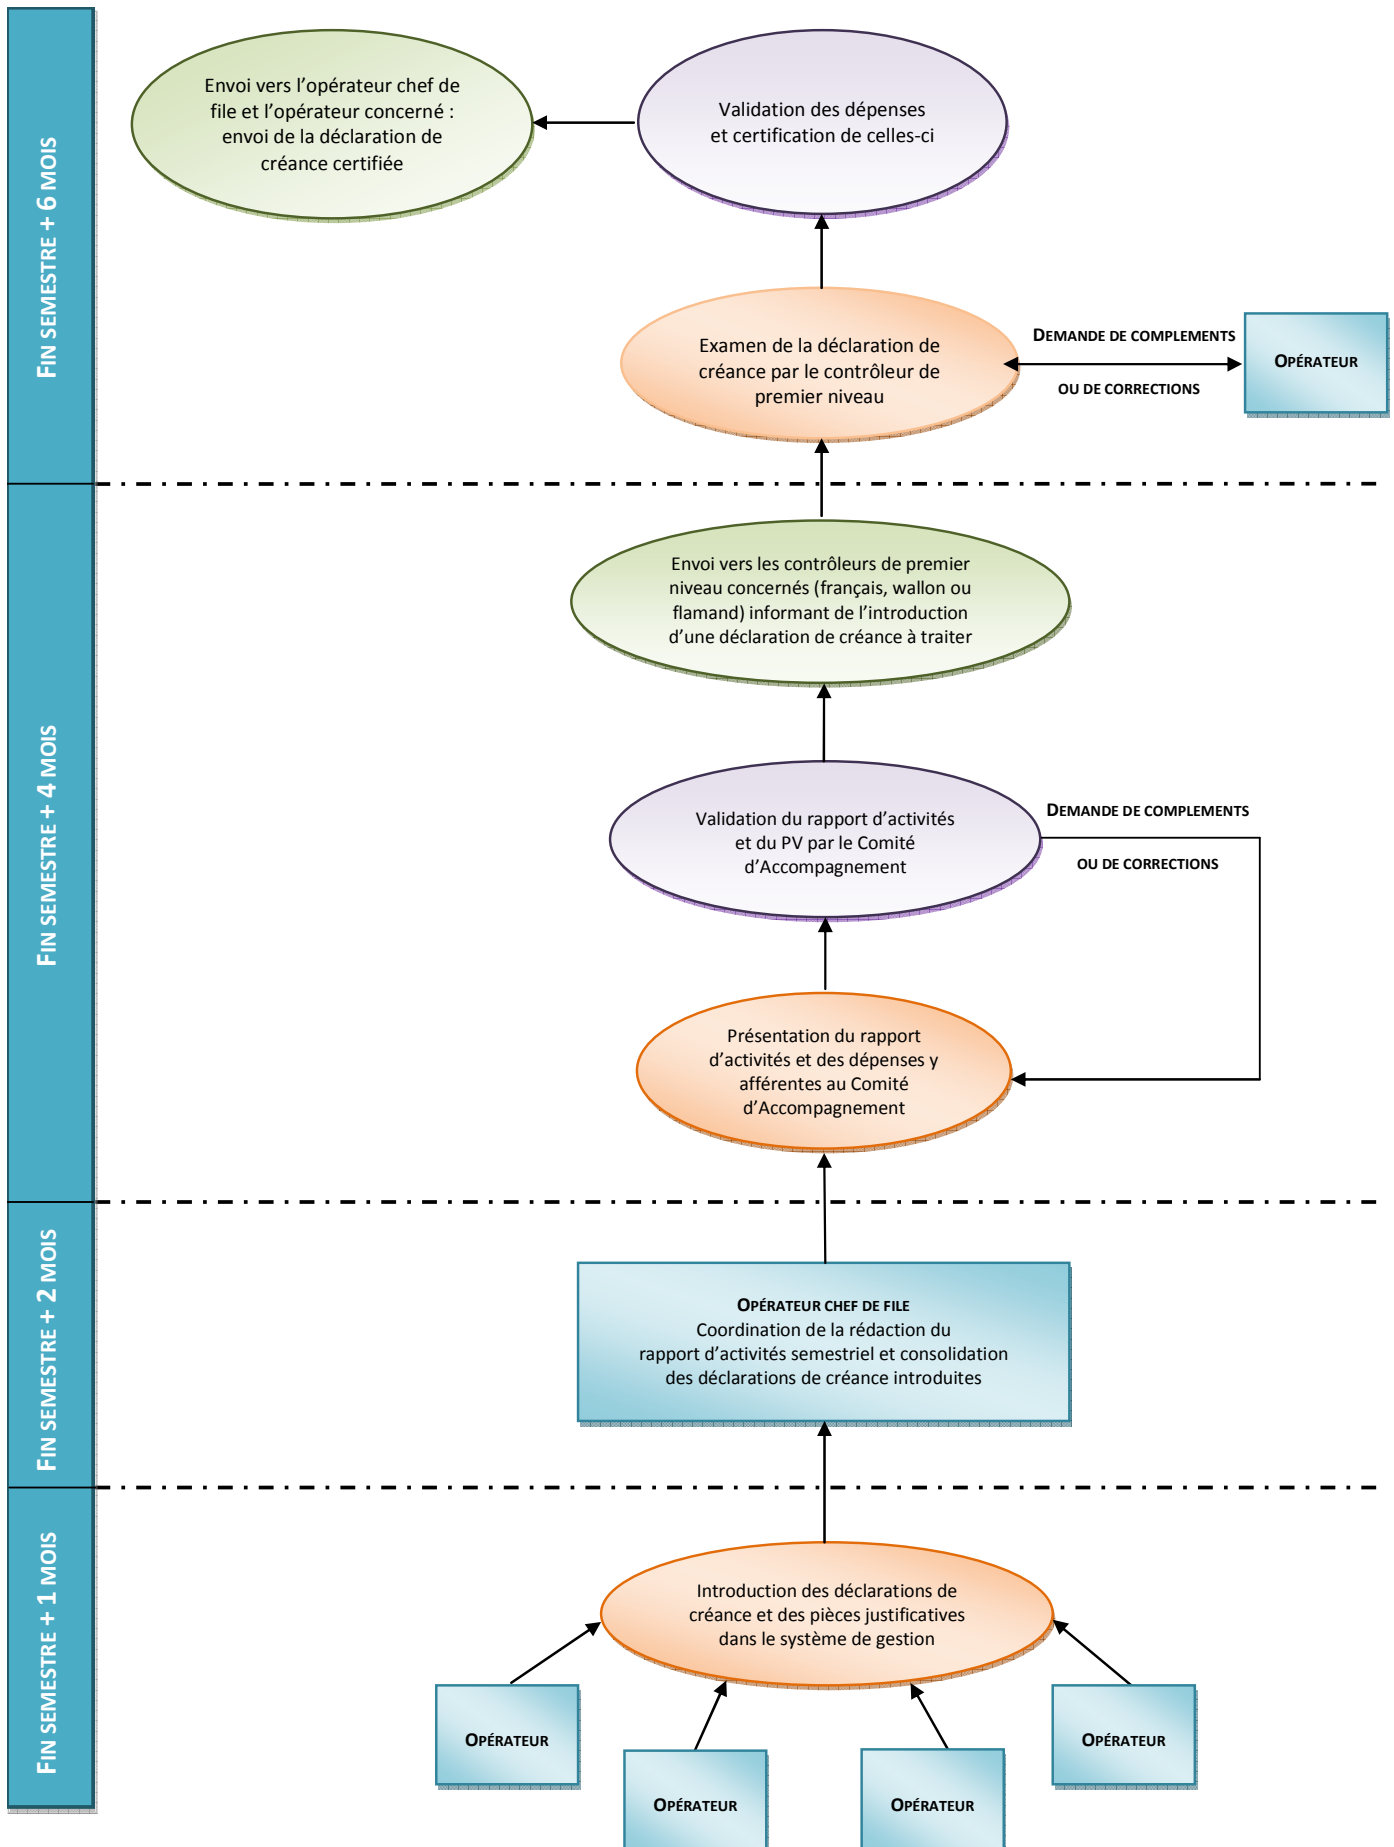 FIN SEMESTRE + 6 MOIS
Envoi vers l’opérateur chef de
file et l’opérateur concerné :
envoi de la déclaration de
créance certifiée
Validation des dépenses
et certification de celles-ci
Examen de la déclaration de
créance par le contrôleur de
premier niveau
DEMANDE DE COMPLEMENTS
OU DE CORRECTIONS
OPÉRATEUR
FIN SEMESTRE + 4 MOIS
Envoi vers les contrôleurs de premier
niveau concernés (français, wallon ou
flamand) informant de l’introduction
d’une déclaration de créance à traiter
Validation du rapport d’activités
et du PV par le Comité
d’Accompagnement
DEMANDE DE COMPLEMENTS
OU DE CORRECTIONS
Présentation du rapport
d’activités et des dépenses y
afférentes au Comité
d’Accompagnement
FIN SEMESTRE + 2 MOIS
OPÉRATEUR CHEF DE FILE
Coordination de la rédaction du
rapport d’activités semestriel et consolidation
des déclarations de créance introduites
FIN SEMESTRE + 1 MOIS
Introduction des déclarations de
créance et des pièces justificatives
dans le système de gestion
OPÉRATEUR
OPÉRATEUR
OPÉRATEUR
OPÉRATEUR